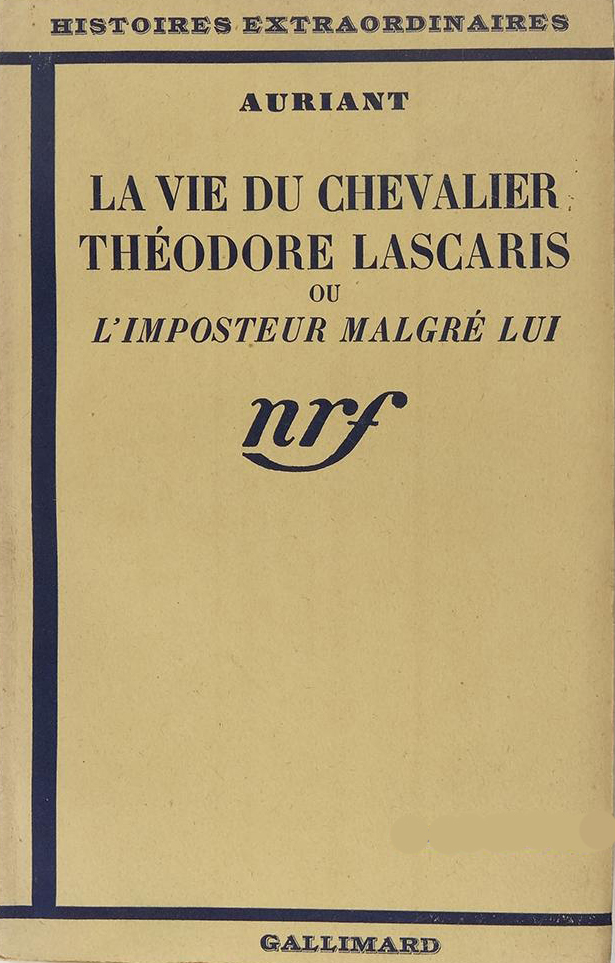 HISTOIRES EXTRAORDINAIRES
AURIANT
LA VIE DU CHEVALIER
THÉODORE LASCARIS
OU
L'IMPOSTEUR MALGRÉ LUI
nrf
GALLIMARD